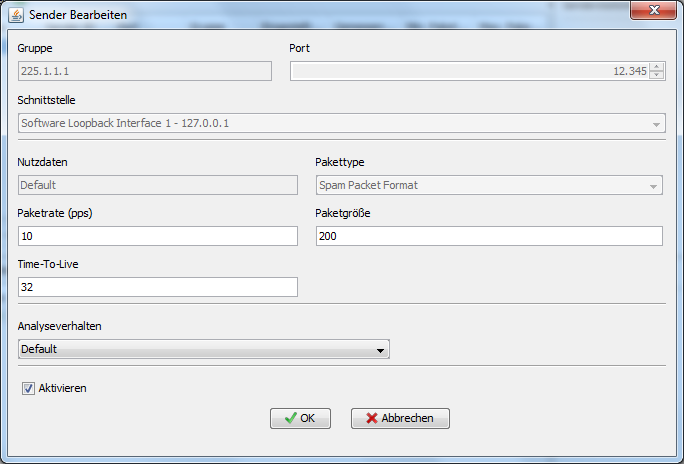 Sender Bearbeiten
Gruppe Port
225.1.1.1 12.345
Schnittstelle
Software Loopback Interface 1 - 127.0.0.1
Nutzdaten Pakettype
Default Spam Packet Format
Paketrate (pps) Paketgröße
10 200
Time-To-Live
32
Analyseverhalten
Default
Aktivieren
OK Abbrechen